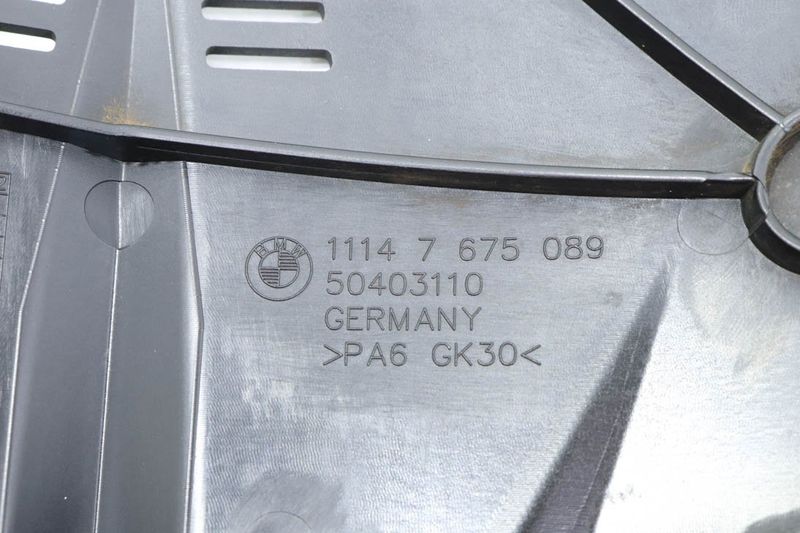 BMW
1114 7 675 089
50403110
GERMANY
>PA6 GK30<